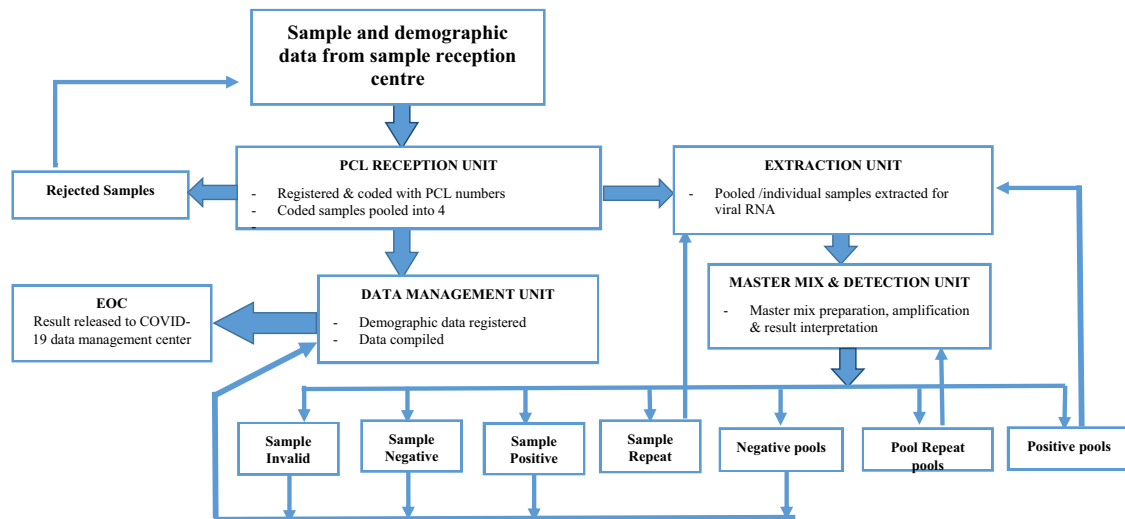 Sample and demographic
data from sample reception
centre
PCL RECEPTION UNIT
- Registered & coded with PCL numbers
- Coded samples pooled into 4
-
Rejected Samples
EXTRACTION UNIT
- Pooled /individual samples extracted for
viral RNA
DATA MANAGEMENT UNIT
- Demographic data registered
- Data compiled
EOC
Result released to COVID-
19 data management center
MASTER MIX & DETECTION UNIT
- Master mix preparation, amplification
& result interpretation
Sample
Invalid
Sample
Negative
Sample
Positive
Sample
Repeat
Negative pools
Pool Repeat
pools
Positive pools